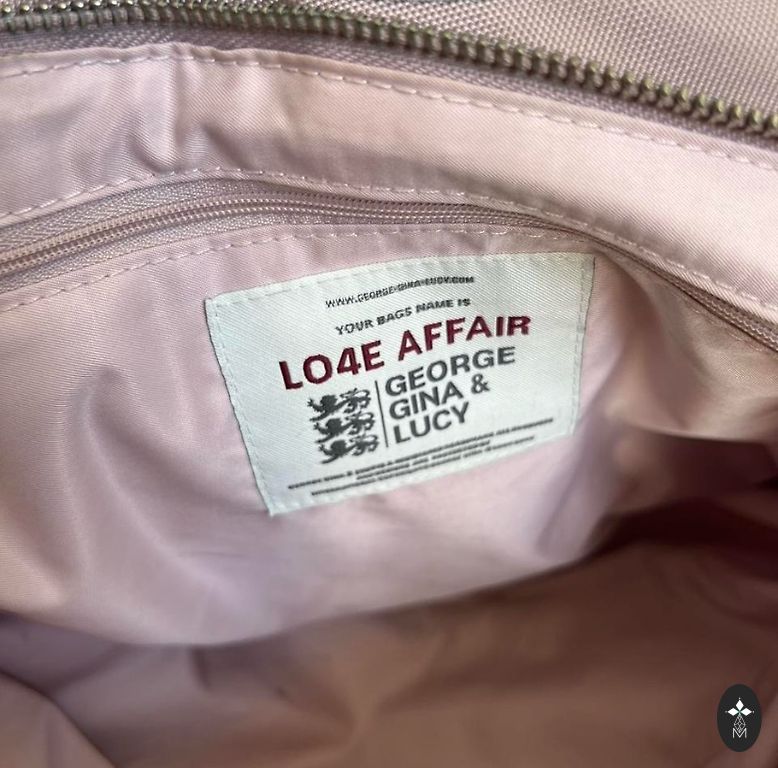 WWW.GEORGE-GINA-LUCY.COM
YOUR BAGS NAME IS
LO4E AFFAIR
GEORGE
GINA &
LUCY
M